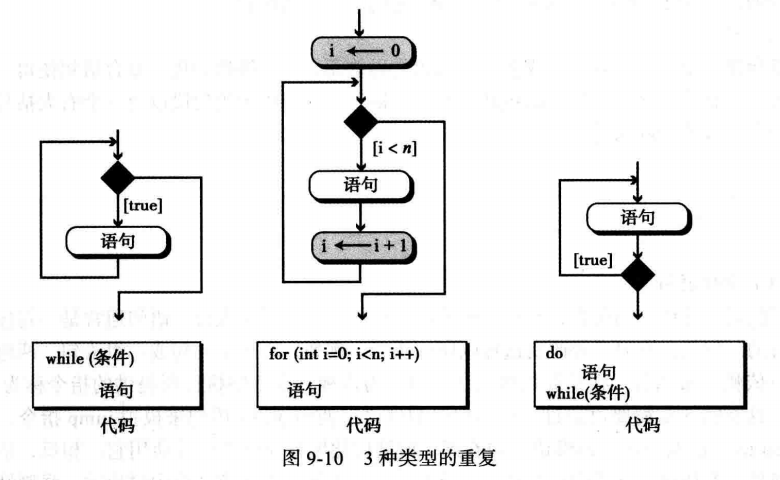 i ← 0
[i < n]
语句
i ← i + 1
[true]
语句
语句
[true]
while (条件)
语句
代码
for (int i=0; i<n; i++)
语句
代码
do
语句
while(条件)
代码
图 9-10 3 种类型的重复